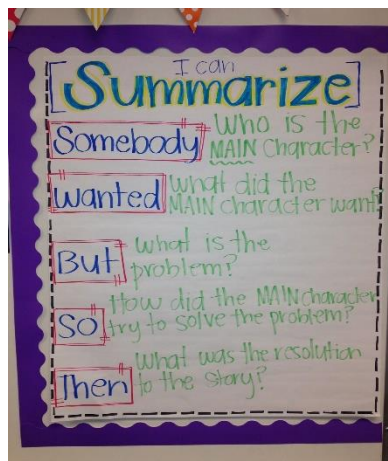 I can
[Summarize]
Somebody Who is the
MAIN Character?
Wanted What did the
MAIN character want?
But What is the
problem?
So How did the MAIN character
try to solve the problem?
Then What was the resolution
to the story?